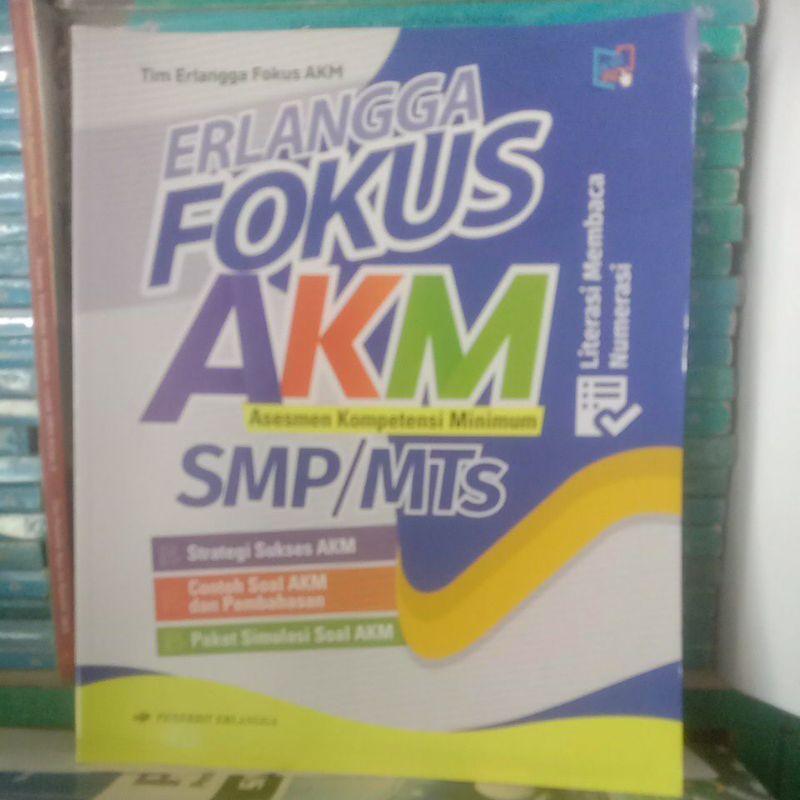 Tim Erlangga Fokus AKM
ERLANGGA
FOKUS
AKM
Asesmen Kompetensi Minimum
SMP/MTs
Literasi Membaca
Numerasi
Strategi Sukses AKM
Contoh Soal AKM
dan Pembahasan
Paket Simulasi Soal AKM
PENERBIT ERLANGGA